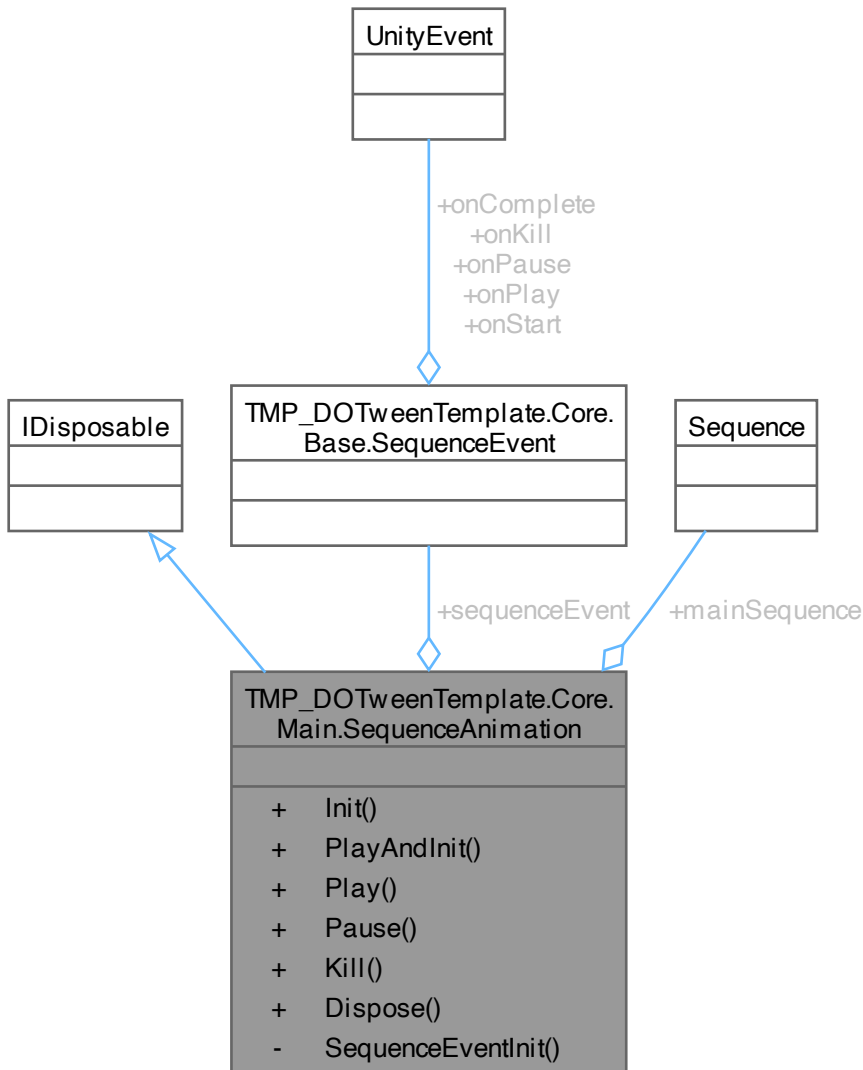 UnityEvent
+onComplete
+onKill
+onPause
+onPlay
+onStart
IDisposable
TMP_DOTweenTemplate.Core.
Base.SequenceEvent
Sequence
+sequenceEvent
+mainSequence
TMP_DOTweenTemplate.Core.
Main.SequenceAnimation
+ Init()
+ PlayAndInit()
+ Play()
+ Pause()
+ Kill()
+ Dispose()
- SequenceEventInit()